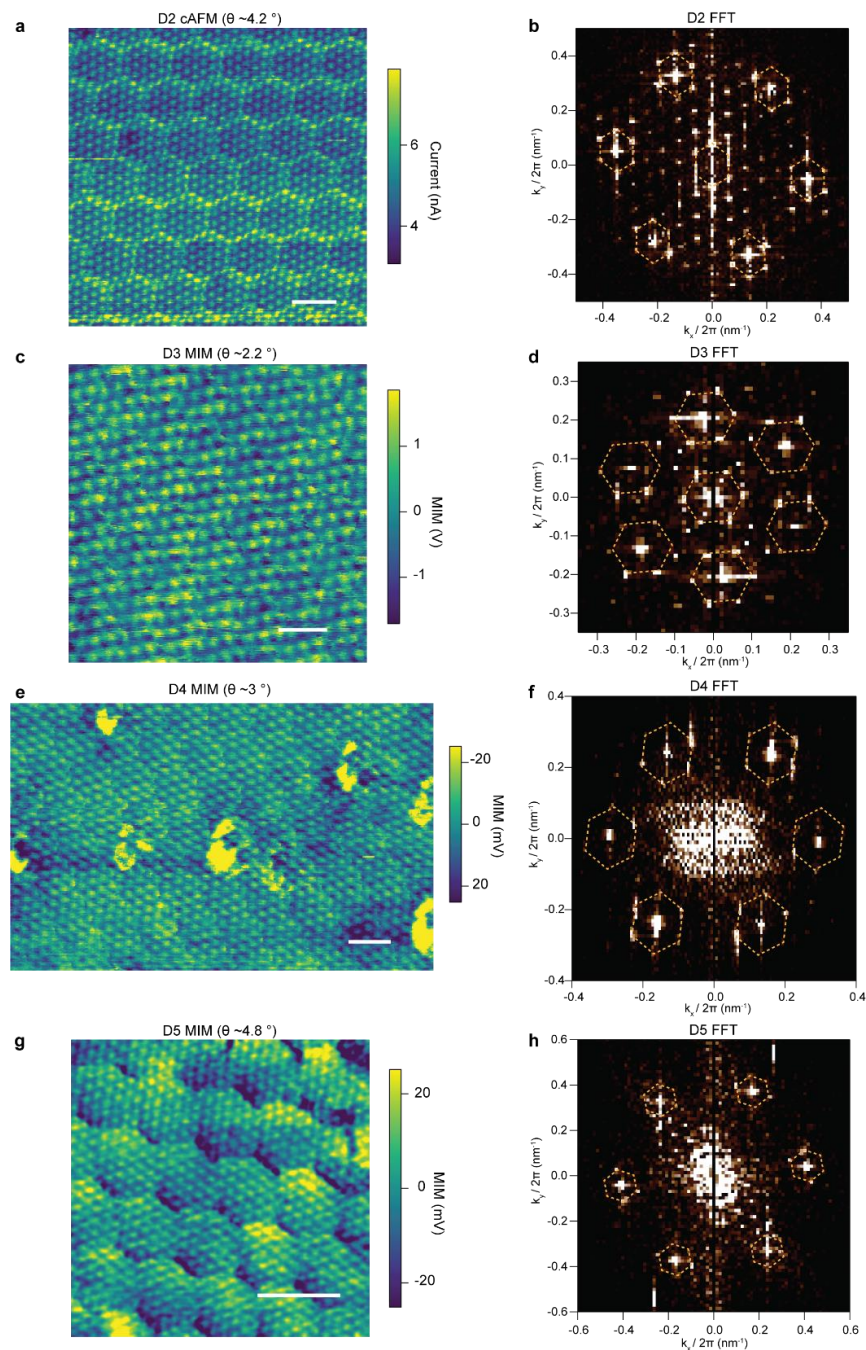 a
D2 cAFM (θ ~4.2 °)
6
4
Current (nA)
b
D2 FFT
0.4
0.2
0.0
-0.2
-0.4
ky / 2π (nm-1)
-0.4 -0.2 0.0 0.2 0.4
kx / 2π (nm-1)
c
D3 MIM (θ ~2.2 °)
1
0
-1
MIM (V)
d
D3 FFT
0.3
0.2
0.1
0.0
-0.1
-0.2
-0.3
ky / 2π (nm-1)
-0.3 -0.2 -0.1 0.0 0.1 0.2 0.3
kx / 2π (nm-1)
e
D4 MIM (θ ~3 °)
-20
0
20
MIM (mV)
f
D4 FFT
0.4
0.2
0.0
-0.2
-0.4
ky / 2π (nm-1)
-0.4 -0.2 0.0 0.2 0.4
kx / 2π (nm-1)
g
D5 MIM (θ ~4.8 °)
20
0
-20
MIM (mV)
h
D5 FFT
0.6
0.4
0.2
0.0
-0.2
-0.4
-0.6
ky / 2π (nm-1)
-0.6 -0.4 -0.2 0.0 0.2 0.4 0.6
kx / 2π (nm-1)